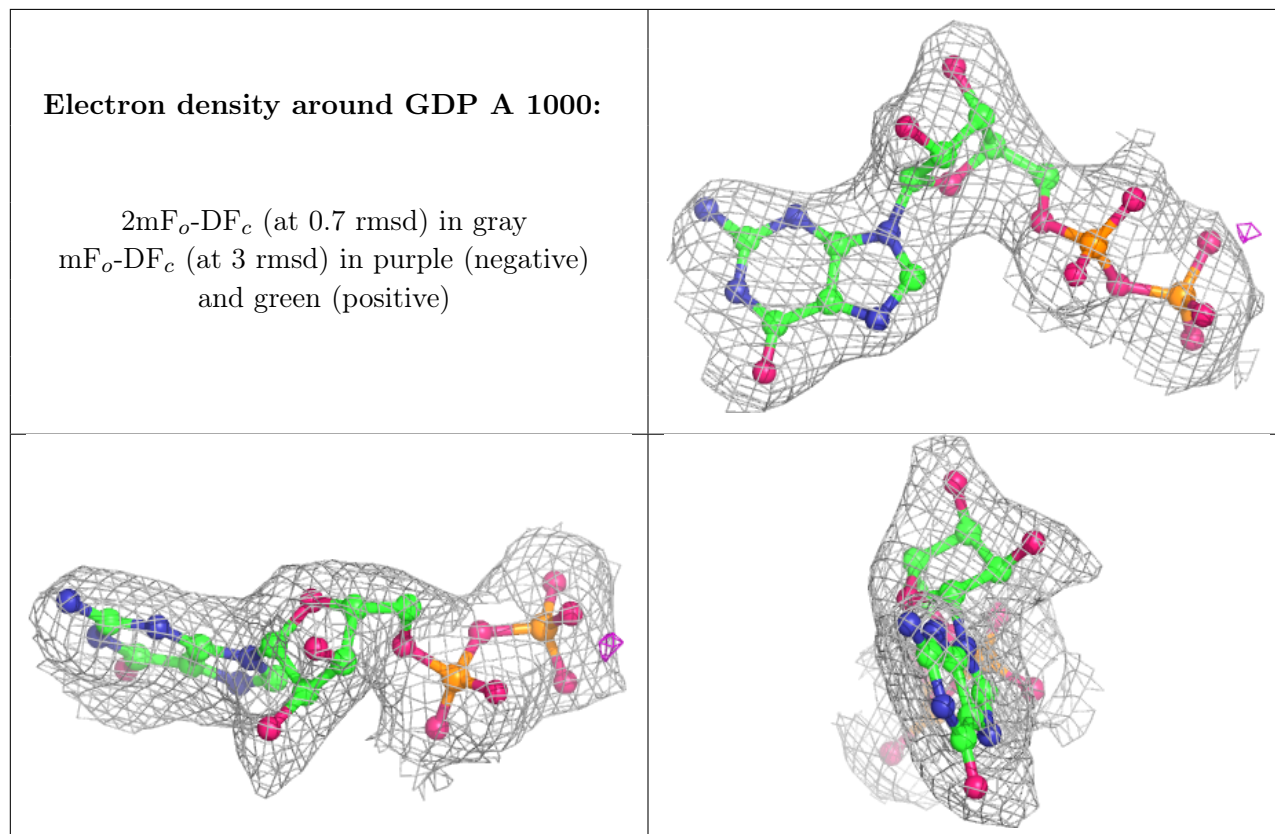 Electron density around GDP A 1000:
2mFₒ-DF𝒸 (at 0.7 rmsd) in gray
mFₒ-DF𝒸 (at 3 rmsd) in purple (negative)
and green (positive)